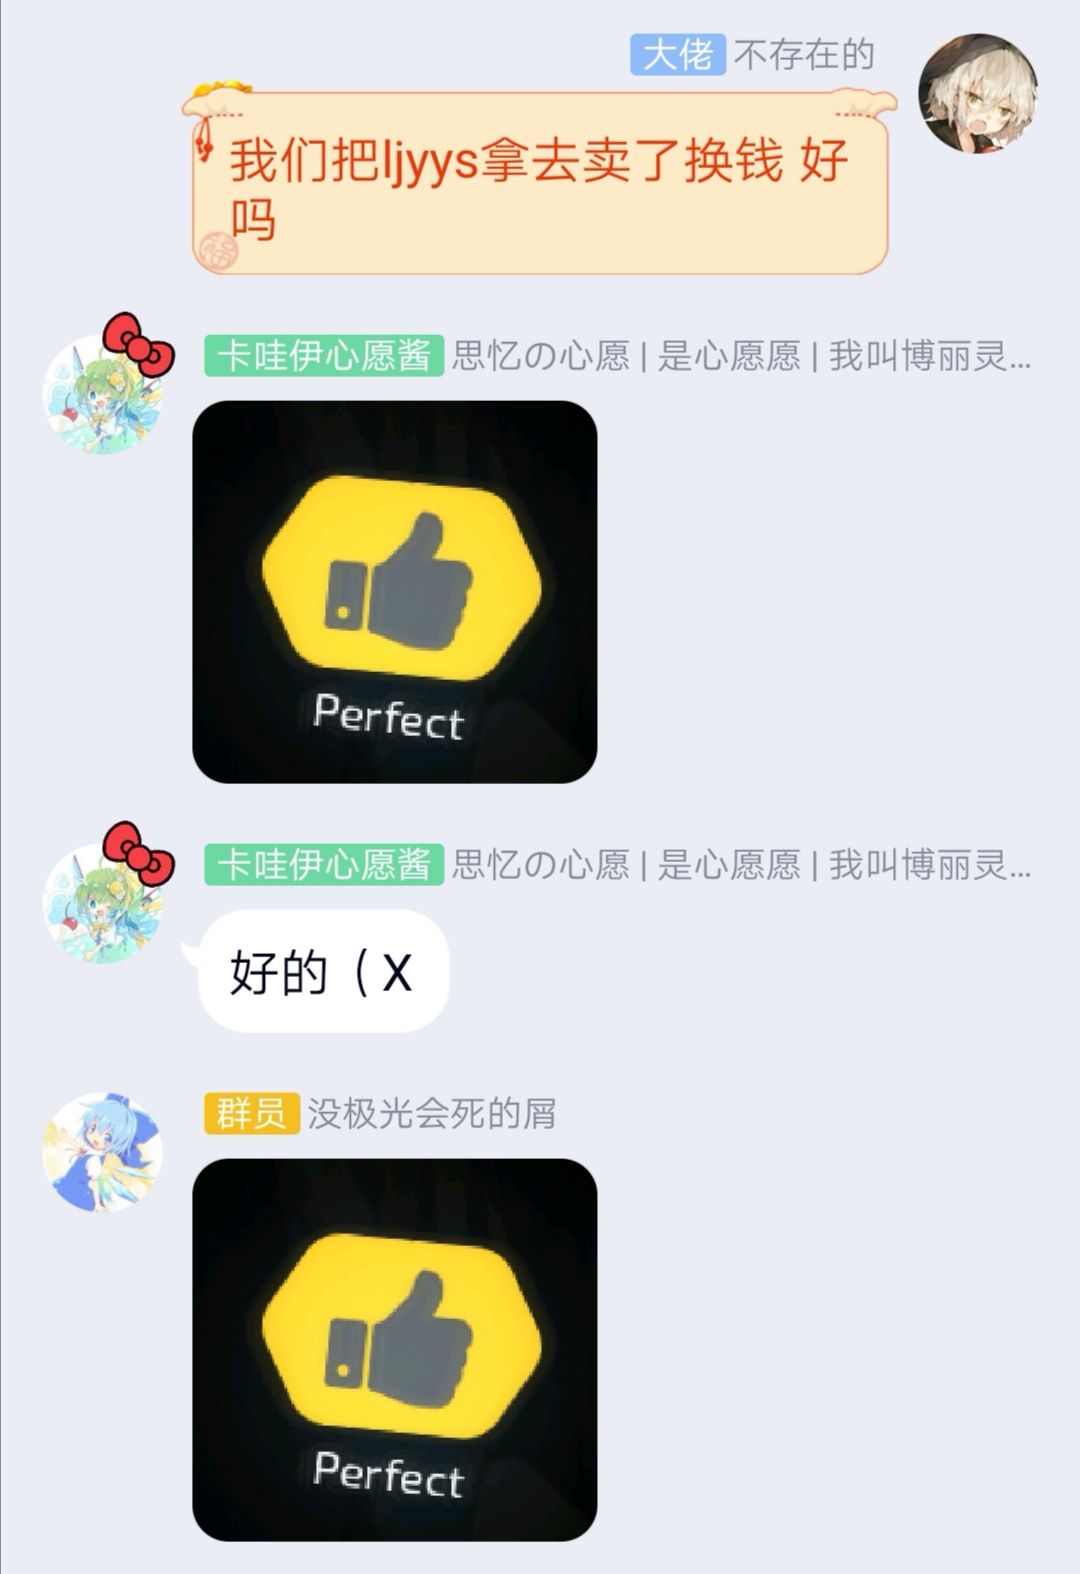 大佬 不存在的
我们把ljyys拿去卖了换钱 好
吗
福
卡哇伊心愿酱 思忆の心愿 | 是心愿愿 | 我叫博丽灵...
Perfect
卡哇伊心愿酱 思忆の心愿 | 是心愿愿 | 我叫博丽灵...
好的（X
群员 没极光会死的屑
Perfect